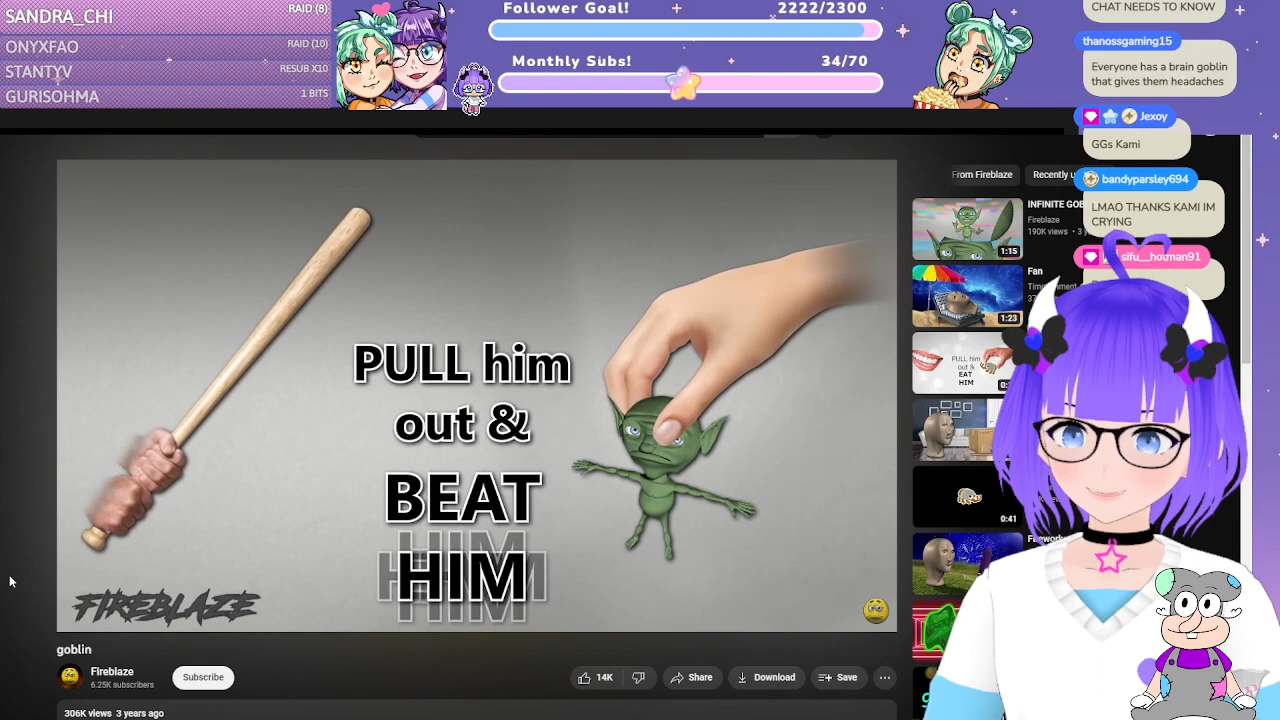 SANDRA_CHI RAID (8)
ONYXFAO RAID (10)
STANTYV RESUB X10
GURISOHMA 1 BITS
Follower Goal! 2222/2300
Monthly Subs! 34/70
CHAT NEEDS TO KNOW
thanossgaming15
Everyone has a brain goblin
that gives them headaches
Jexoy
GGs Kami
bandyparsley694
LMAO THANKS KAMI IM
CRYING
From Fireblaze
Recently
INFINITE GOB
Fireblaze
190K views • 3 y
1:15
Fan
1:23
PULL him
out &
EAT
HIM
0:41
PULL him
out &
BEAT
HIM
FIREBLAZE
goblin
Fireblaze
6.25K subscribers
Subscribe
14K
Share
Download
Save
306K views 3 years ago